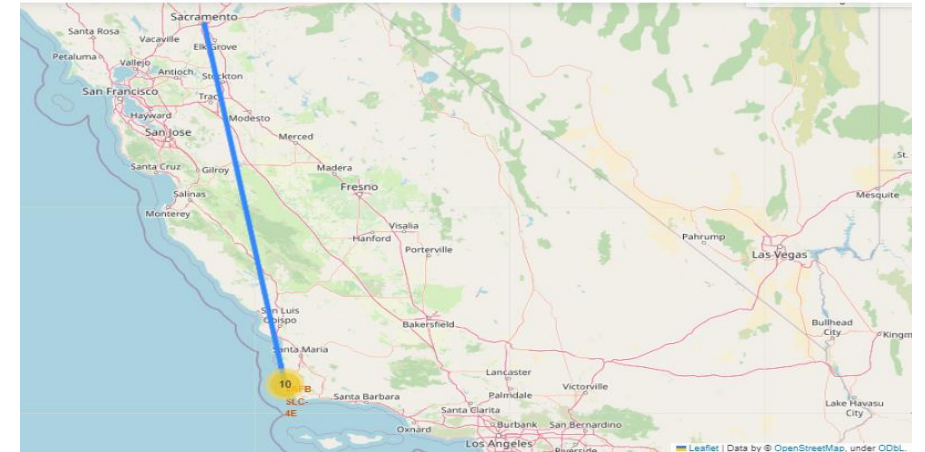 Sacramento
Santa Rosa
Vacaville
Elk Grove
Petaluma
Vallejo
Antioch
Stockton
San Francisco
Tracy
Hayward
Modesto
San Jose
Merced
Santa Cruz
Gilroy
Madera
St.
Fresno
Salinas
Mesquite
Monterey
Visalia
Hanford
Pahrump
Porterville
Las Vegas
San Luis
Obispo
Bakersfield
Bullhead
City
Kingm
Santa Maria
Lancaster
10
FB
Victorville
Santa Barbara
Palmdale
SLC-
4E
Lake Havasu
City
Santa Clarita
Oxnard
Burbank
San Bernardino
Los Angeles
Riverside
Leaflet | Data by © OpenStreetMap, under ODbL.